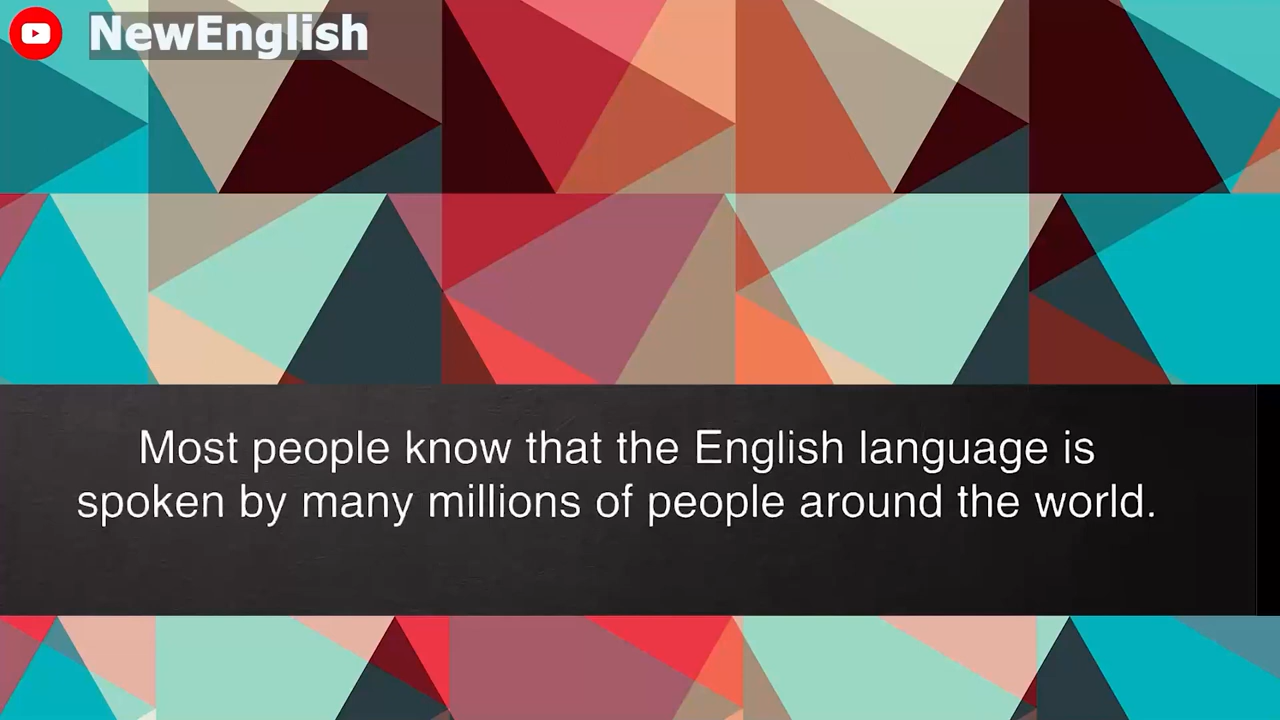 NewEnglish
Most people know that the English language is
spoken by many millions of people around the world.